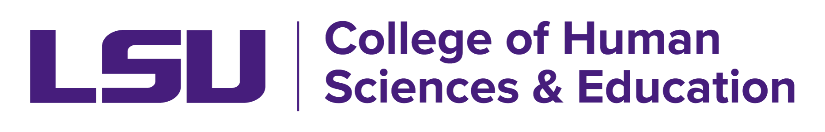 LSU
College of Human
Sciences & Education